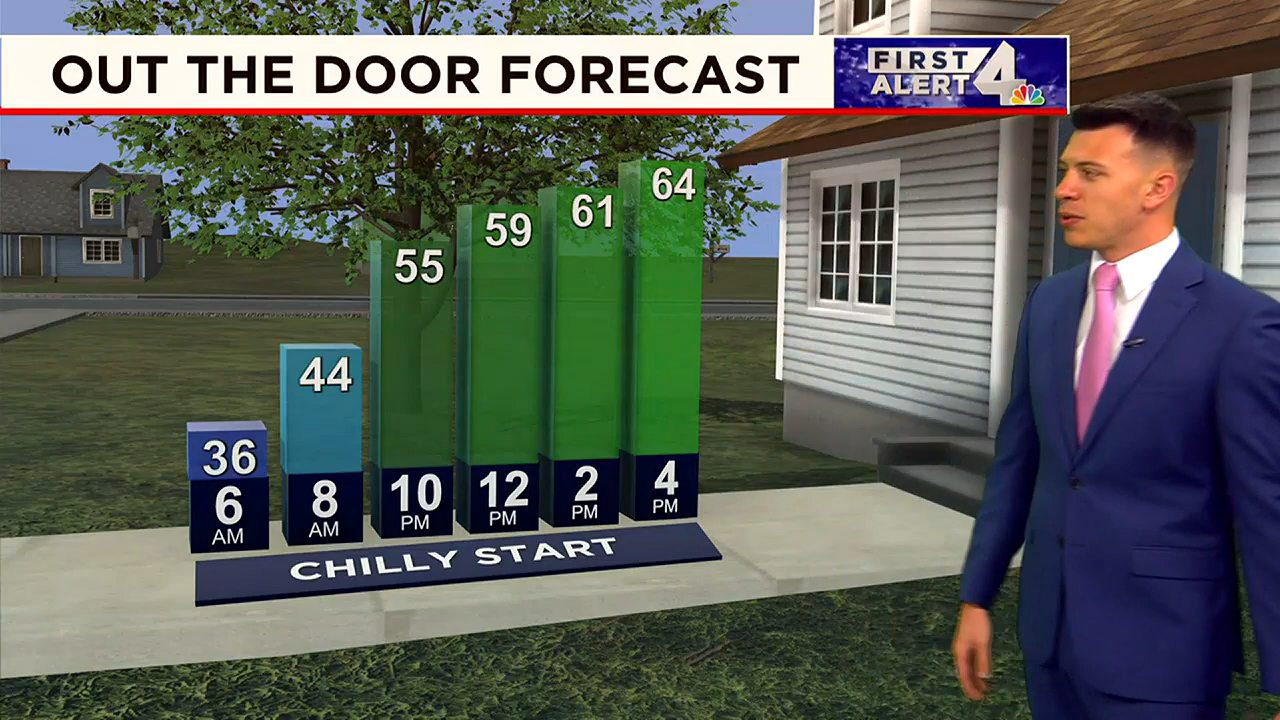 OUT THE DOOR FORECAST
FIRST
ALERT 4
36 44 55 59 61 64
6 8 10 12 2 4
AM AM PM PM PM PM
CHILLY START